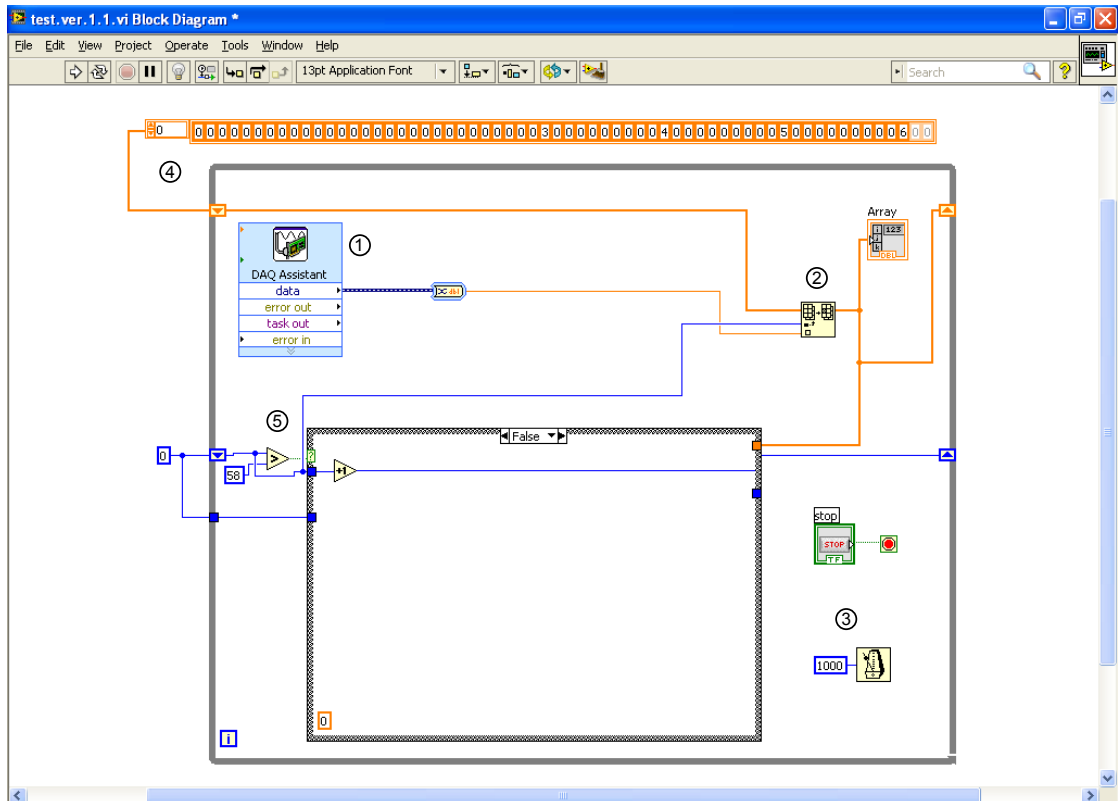 test.ver.1.1.vi Block Diagram *
File Edit View Project Operate Tools Window Help
13pt Application Font
Search
?
0
0 0 0 0 0 0 0 0 0 0 0 0 0 0 0 0 0 0 0 0 0 0 0 0 0 0 0 0 0 3 0 0 0 0 0 0 0 0 0 4 0 0 0 0 0 0 0 0 0 5 0 0 0 0 0 0 0 0 0 6 0 0
④
Array
i 123
j
k
DBL
①
DAQ Assistant
data
error out
task out
error in
dbl
②
⑤
False
?
0
>
58
+1
stop
STOP
TF
③
1000
0
i